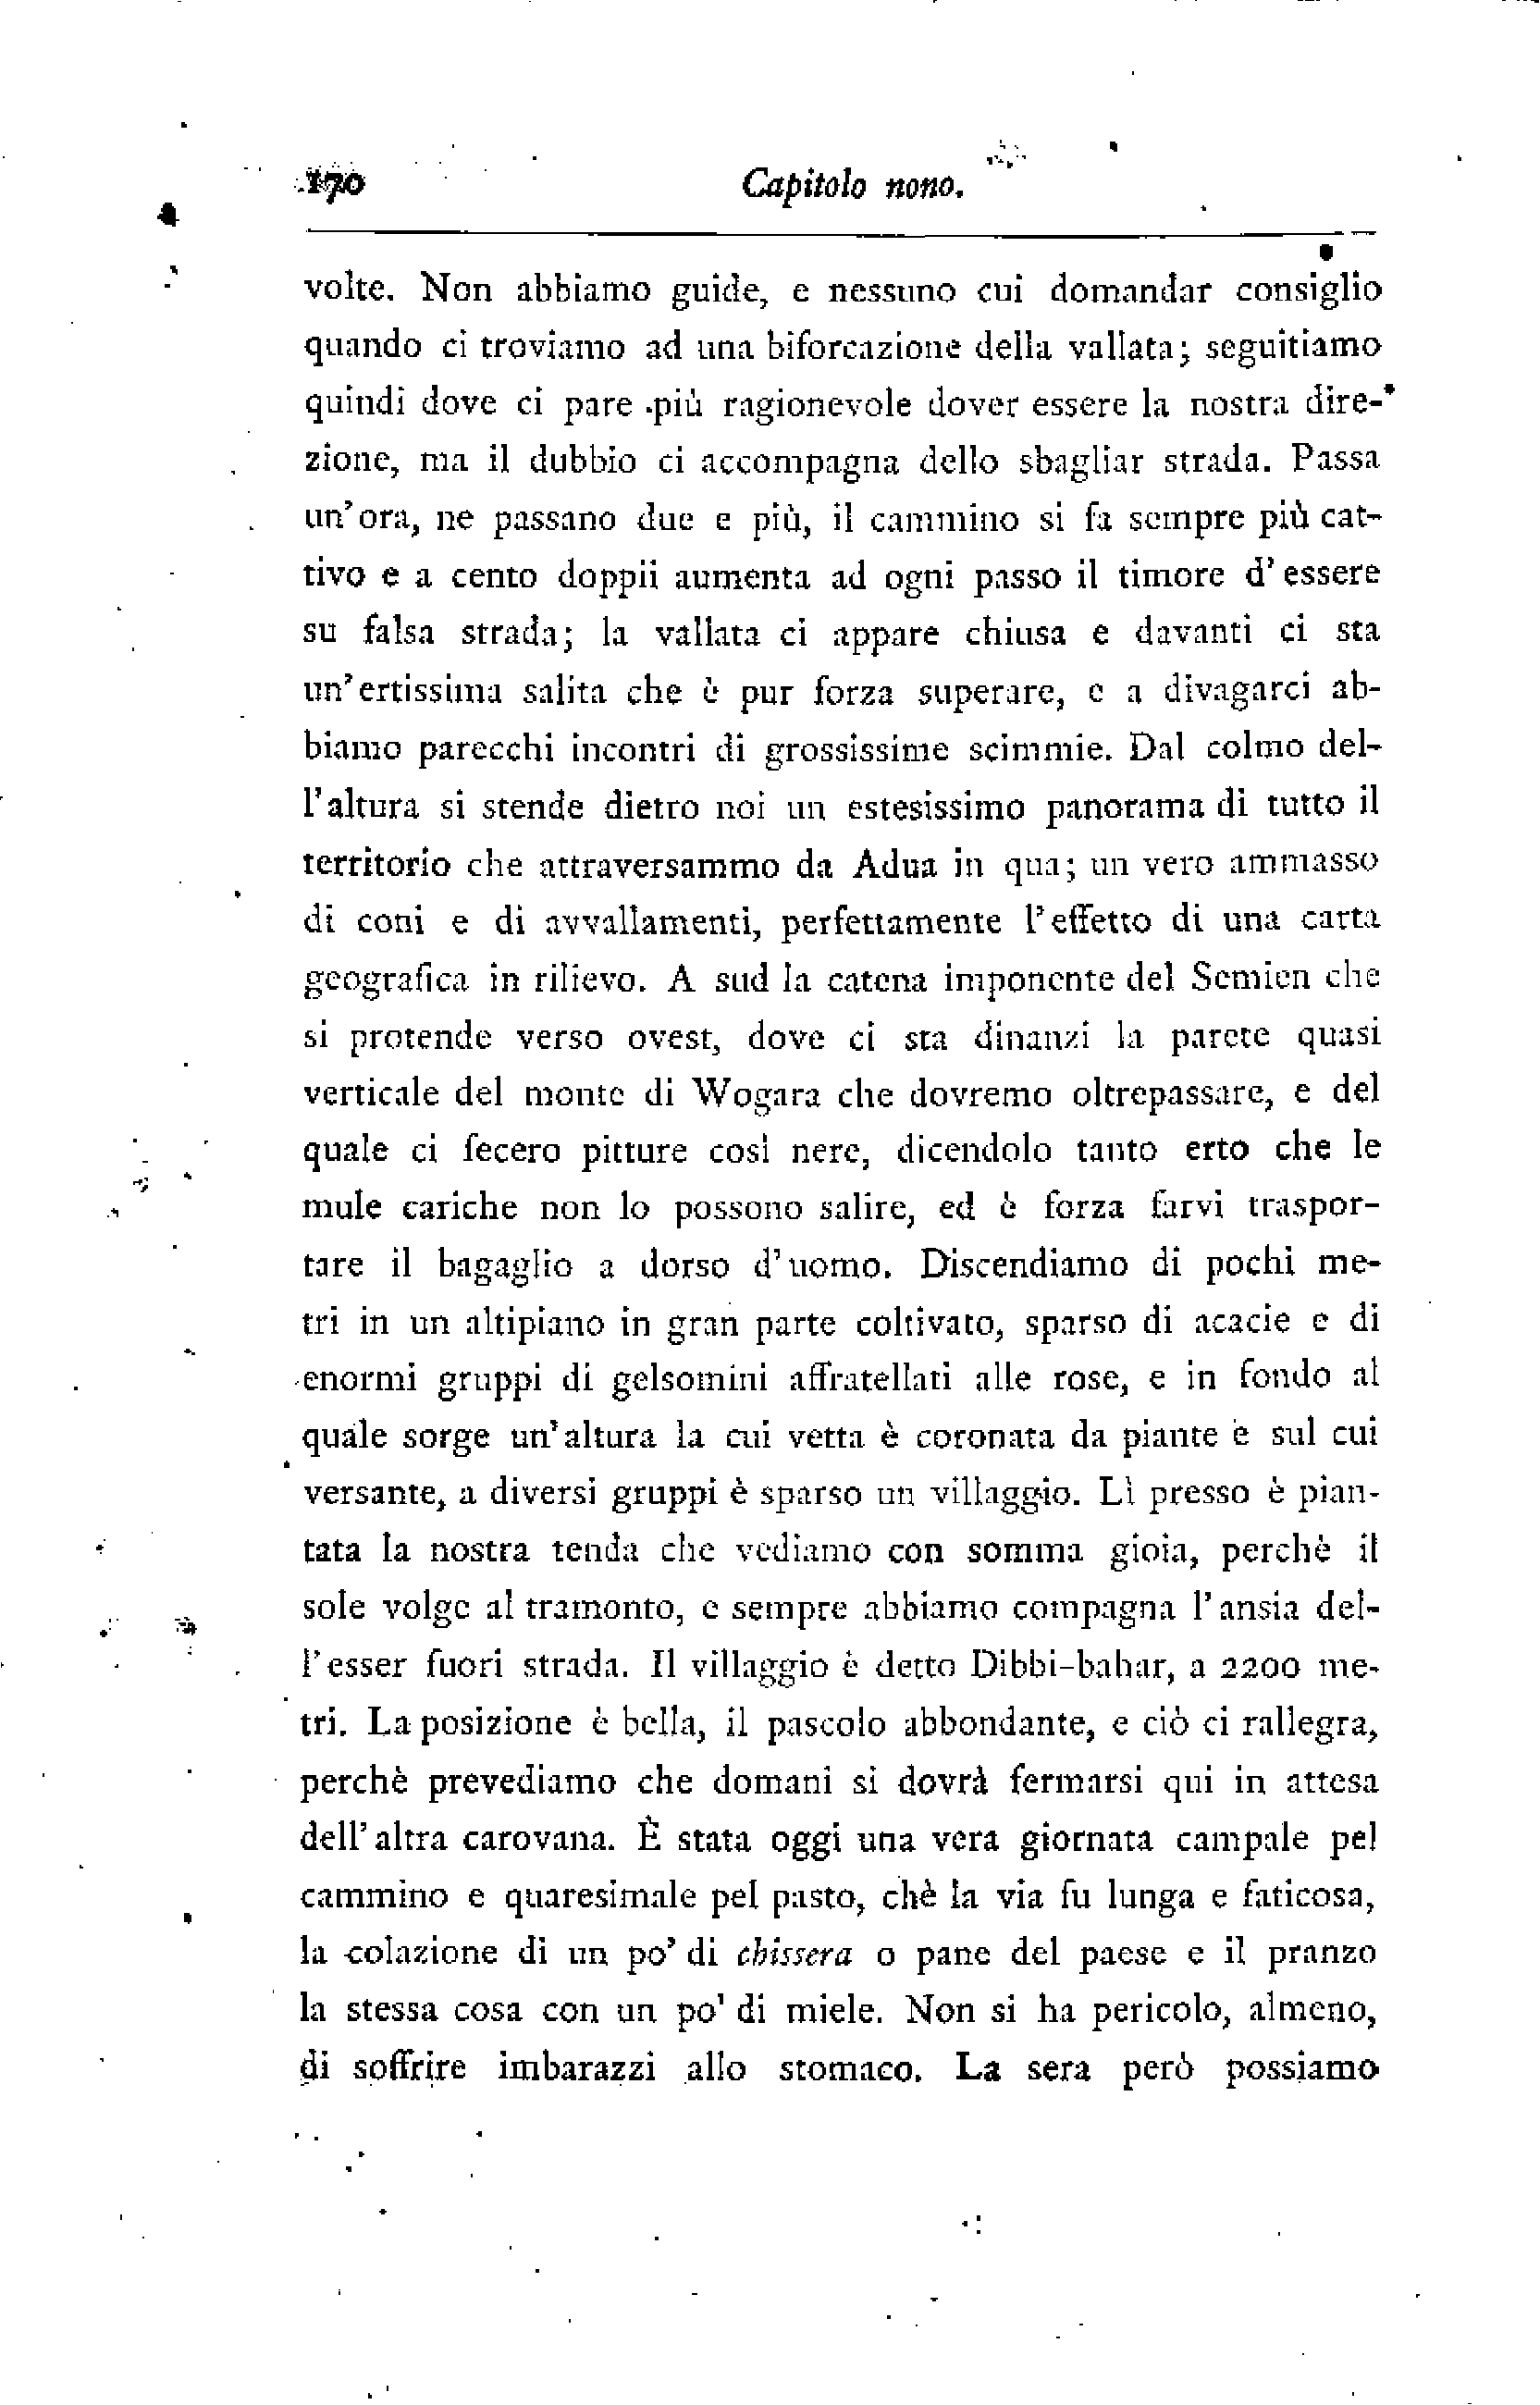 170 Capitolo nono.
volte. Non abbiamo guide, e nessuno cui domandar consiglio
quando ci troviamo ad una biforcazione della vallata; seguitiamo
quindi dove ci pare più ragionevole dover essere la nostra dire-
zione, ma il dubbio ci accompagna dello sbagliar strada. Passa
un'ora, ne passano due e più, il cammino si fa sempre più cat-
tivo e a cento doppii aumenta ad ogni passo il timore d'essere
su falsa strada; la vallata ci appare chiusa e davanti ci sta
un'ertissima salita che è pur forza superare, e a divagarci ab-
biamo parecchi incontri di grossissime scimmie. Dal colmo del-
l'altura si stende dietro noi un estesissimo panorama di tutto il
territorio che attraversammo da Adua in qua; un vero ammasso
di coni e di avvallamenti, perfettamente l'effetto di una carta
geografica in rilievo. A sud la catena imponente del Semien che
si protende verso ovest, dove ci sta dinanzi la parete quasi
verticale del monte di Wogara che dovremo oltrepassare, e del
quale ci fecero pitture così nere, dicendolo tanto erto che le
mule cariche non lo possono salire, ed è forza farvi traspor-
tare il bagaglio a dorso d'uomo. Discendiamo di pochi me-
tri in un altipiano in gran parte coltivato, sparso di acacie e di
enormi gruppi di gelsomini affratellati alle rose, e in fondo al
quale sorge un'altura la cui vetta è coronata da piante e sul cui
versante, a diversi gruppi è sparso un villaggio. Lì presso è pian-
tata la nostra tenda che vediamo con somma gioia, perchè il
sole volge al tramonto, e sempre abbiamo compagna l'ansia del-
l'esser fuori strada. Il villaggio è detto Dibbi-bahar, a 2200 me-
tri. La posizione è bella, il pascolo abbondante, e ciò ci rallegra,
perchè prevediamo che domani si dovrà fermarsi qui in attesa
dell'altra carovana. È stata oggi una vera giornata campale pel
cammino e quaresimale pel pasto, chè la via fu lunga e faticosa,
la colazione di un po' di chissera o pane del paese e il pranzo
la stessa cosa con un po' di miele. Non si ha pericolo, almeno,
di soffrire imbarazzi allo stomaco. La sera però possiamo